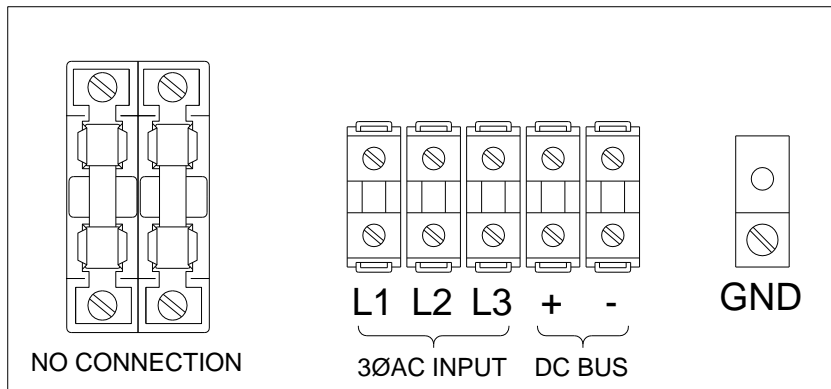 L1 L2 L3 + -
GND
NO CONNECTION
3ØAC INPUT
DC BUS